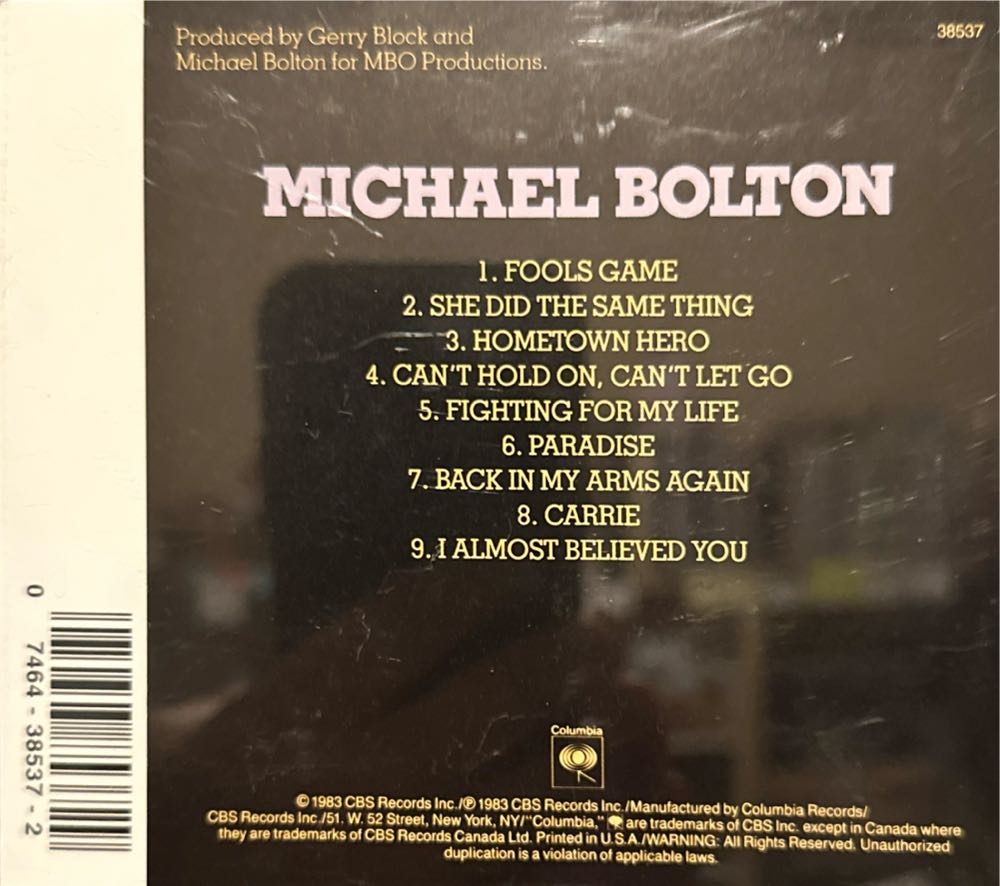 Produced by Gerry Block and
Michael Bolton for MBO Productions.
38537
MICHAEL BOLTON
1. FOOLS GAME
2. SHE DID THE SAME THING
3. HOMETOWN HERO
4. CAN'T HOLD ON, CAN'T LET GO
5. FIGHTING FOR MY LIFE
6. PARADISE
7. BACK IN MY ARMS AGAIN
8. CARRIE
9. I ALMOST BELIEVED YOU
0 7464-38537-2
Columbia
© 1983 CBS Records Inc./℗ 1983 CBS Records Inc./Manufactured by Columbia Records/
CBS Records Inc./51. W. 52 Street, New York, NY/"Columbia," are trademarks of CBS Inc. except in Canada where
they are trademarks of CBS Records Canada Ltd. Printed in U.S.A./WARNING: All Rights Reserved. Unauthorized
duplication is a violation of applicable laws.